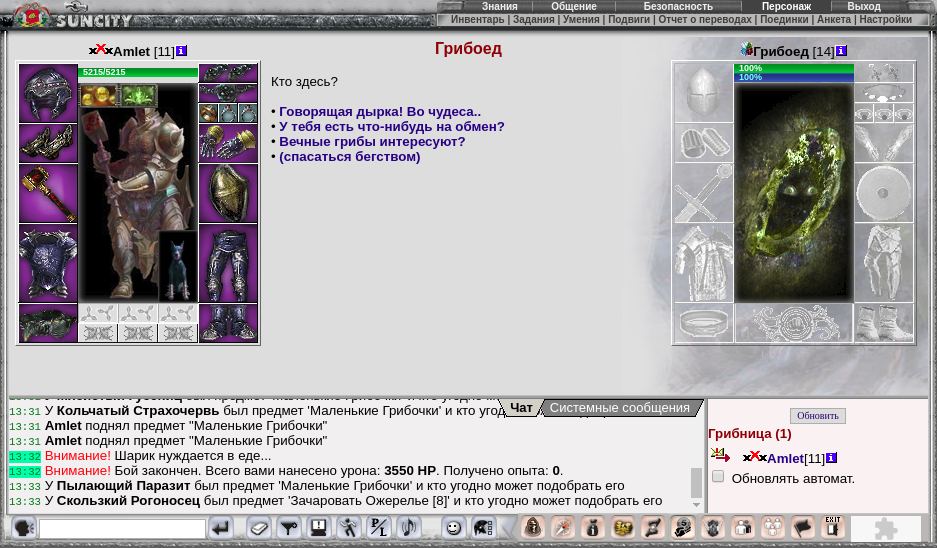 SUNCITY
Знания Общение Безопасность Персонаж Выход
Инвентарь | Задания | Умения | Подвиги | Отчет о переводах | Поединки | Анкета | Настройки
Amlet [11]
5215/5215
Грибоед
Кто здесь?
• Говорящая дырка! Во чудеса..
• У тебя есть что-нибудь на обмен?
• Вечные грибы интересуют?
• (спасаться бегством)
Грибоед [14]
100%
100%
Чат
Системные сообщения
13:31 У Кольчатый Страхочервь был предмет 'Маленькие Грибочки' и кто
13:31 Amlet поднял предмет "Маленькие Грибочки"
13:31 Amlet поднял предмет "Маленькие Грибочки"
13:32 Внимание! Шарик нуждается в еде...
13:32 Внимание! Бой закончен. Всего вами нанесено урона: 3550 HP. Получено опыта: 0.
13:33 У Пылающий Паразит был предмет 'Маленькие Грибочки' и кто угодно может подобрать его
13:33 У Скользкий Рогоносец был предмет 'Зачаровать Ожерелье [8]' и кто угодно может подобрать его
Обновить
Грибница (1)
Amlet[11]
Обновлять автомат.
P/L
EXIT